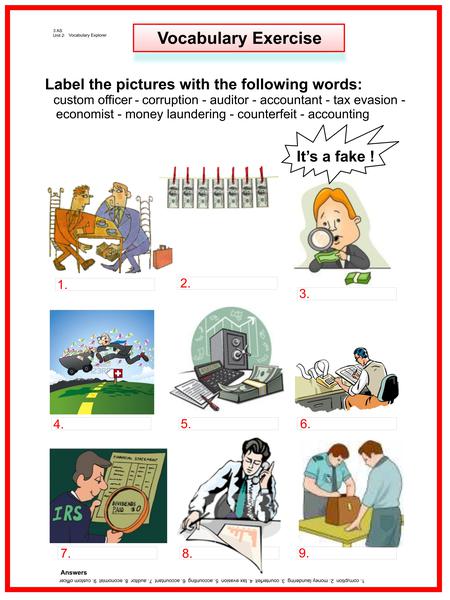 3 AS
Unit 2: Vocabulary Explorer
Vocabulary Exercise
Label the pictures with the following words:
custom officer - corruption - auditor - accountant - tax evasion -
economist - money laundering - counterfeit - accounting
It's a fake !
1.
2.
3.
4.
5.
6.
FINANCIAL STATEMENT
DIVIDENDS
PAID $0
IRS
7.
8.
9.
Answers
1. corruption 2. money laundering 3. counterfeit 4. tax evasion 5. accounting 6. accountant 7. auditor 8. economist 9. custom officer